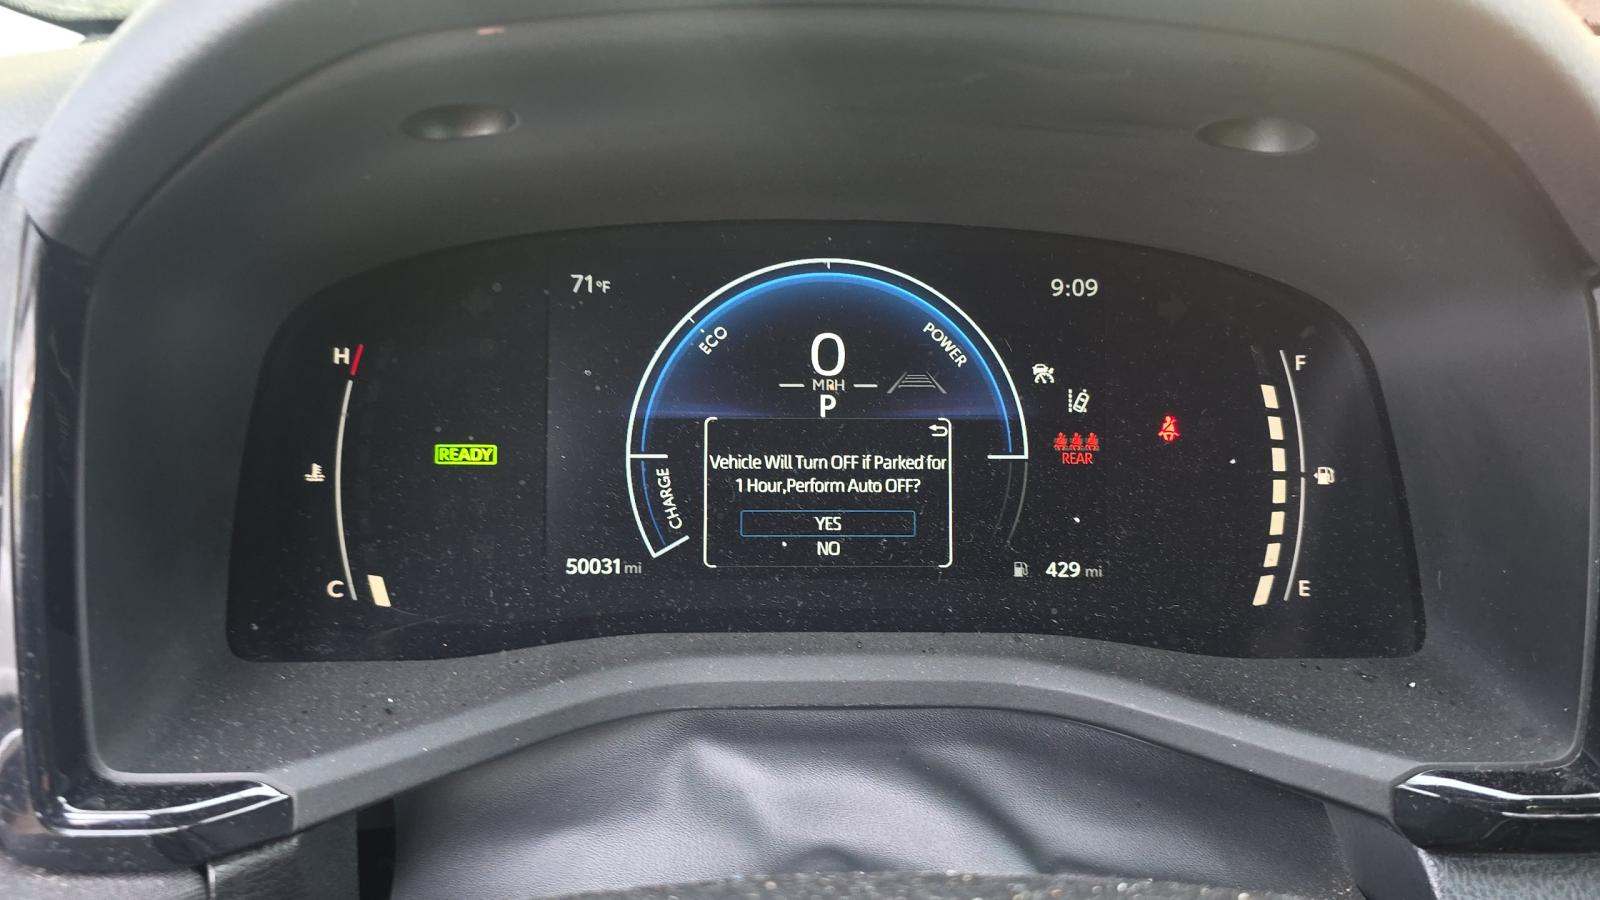 71°F
9:09
H
ECO
POWER
F
0
MPH
P
READY
REAR
Vehicle Will Turn OFF if Parked for
1 Hour,Perform Auto OFF?
YES
NO
CHARGE
50031 mi
429 mi
C
E